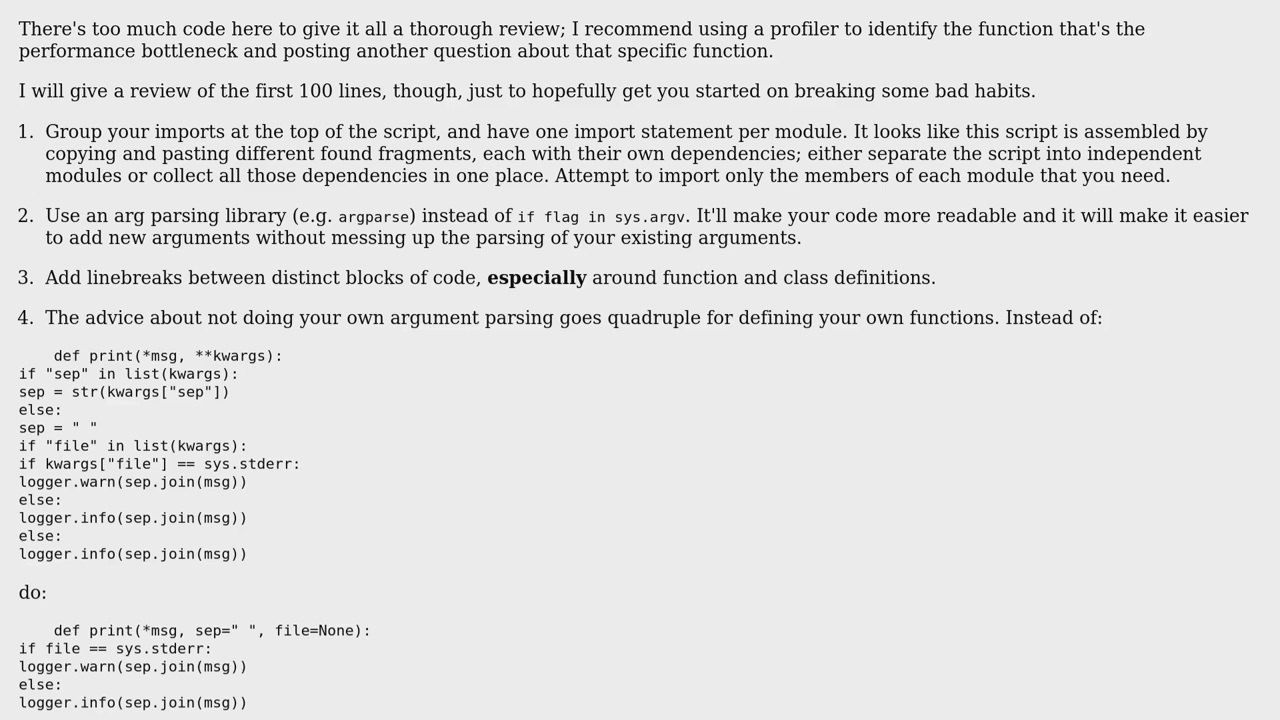 There's too much code here to give it all a thorough review; I recommend using a profiler to identify the function that's the
performance bottleneck and posting another question about that specific function.
I will give a review of the first 100 lines, though, just to hopefully get you started on breaking some bad habits.
1. Group your imports at the top of the script, and have one import statement per module. It looks like this script is assembled by
copying and pasting different found fragments, each with their own dependencies; either separate the script into independent
modules or collect all those dependencies in one place. Attempt to import only the members of each module that you need.
2. Use an arg parsing library (e.g. argparse) instead of if flag in sys.argv. It'll make your code more readable and it will make it easier
to add new arguments without messing up the parsing of your existing arguments.
3. Add linebreaks between distinct blocks of code, especially around function and class definitions.
4. The advice about not doing your own argument parsing goes quadruple for defining your own functions. Instead of:
    def print(*msg, **kwargs):
if "sep" in list(kwargs):
sep = str(kwargs["sep"])
else:
sep = " "
if "file" in list(kwargs):
if kwargs["file"] == sys.stderr:
logger.warn(sep.join(msg))
else:
logger.info(sep.join(msg))
else:
logger.info(sep.join(msg))
do:
    def print(*msg, sep=" ", file=None):
if file == sys.stderr:
logger.warn(sep.join(msg))
else:
logger.info(sep.join(msg))